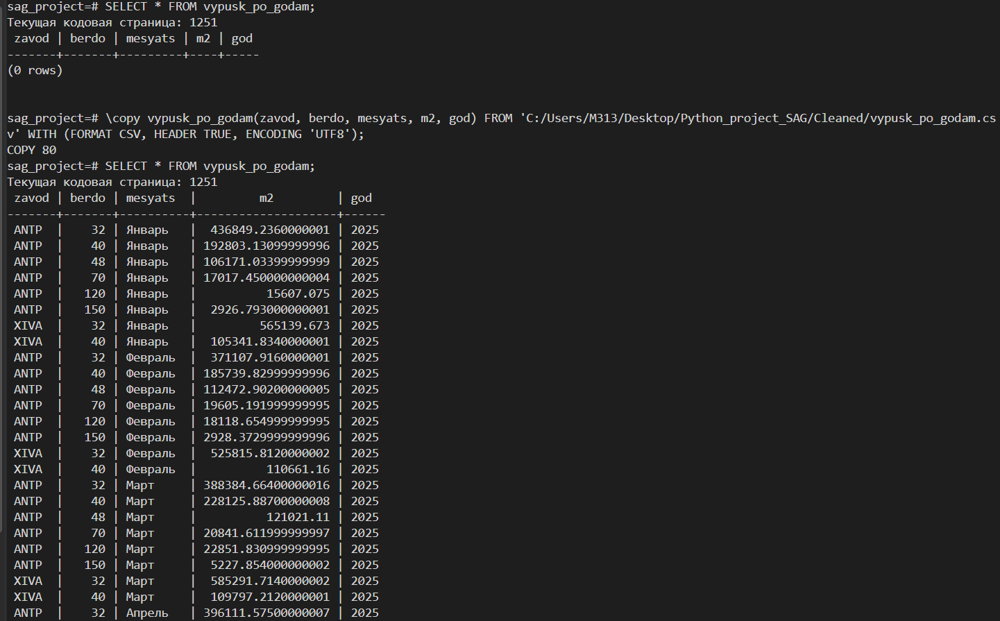 sag_project=# SELECT * FROM vypusk_po_godam;
Текущая кодовая страница: 1251
 zavod | berdo | mesyats | m2 | god
-------+-------+---------+----+-----
(0 rows)
sag_project=# \copy vypusk_po_godam(zavod, berdo, mesyats, m2, god) FROM 'C:/Users/M313/Desktop/Python_project_SAG/Cleaned/vypusk_po_godam.cs
v' WITH (FORMAT CSV, HEADER TRUE, ENCODING 'UTF8');
COPY 80
sag_project=# SELECT * FROM vypusk_po_godam;
Текущая кодовая страница: 1251
 zavod | berdo | mesyats  |         m2         | god
-------+-------+----------+--------------------+------
 ANTP  |    32 | Январь   |  436849.2360000001 | 2025
 ANTP  |    40 | Январь   | 192803.13099999996 | 2025
 ANTP  |    48 | Январь   | 106171.03399999999 | 2025
 ANTP  |    70 | Январь   | 17017.450000000004 | 2025
 ANTP  |   120 | Январь   |          15607.075 | 2025
 ANTP  |   150 | Январь   |  2926.793000000001 | 2025
 XIVA  |    32 | Январь   |         565139.673 | 2025
 XIVA  |    40 | Январь   |  105341.8340000001 | 2025
 ANTP  |    32 | Февраль  |  371107.9160000001 | 2025
 ANTP  |    40 | Февраль  | 185739.82999999996 | 2025
 ANTP  |    48 | Февраль  | 112472.90200000005 | 2025
 ANTP  |    70 | Февраль  | 19605.191999999995 | 2025
 ANTP  |   120 | Февраль  | 18118.654999999995 | 2025
 ANTP  |   150 | Февраль  | 2928.3729999999996 | 2025
 XIVA  |    32 | Февраль  |  525815.8120000002 | 2025
 XIVA  |    40 | Февраль  |          110661.16 | 2025
 ANTP  |    32 | Март     | 388384.66400000016 | 2025
 ANTP  |    40 | Март     | 228125.88700000008 | 2025
 ANTP  |    48 | Март     |          121021.11 | 2025
 ANTP  |    70 | Март     | 20841.611999999997 | 2025
 ANTP  |   120 | Март     | 22851.830999999995 | 2025
 ANTP  |   150 | Март     |  5227.854000000002 | 2025
 XIVA  |    32 | Март     |  585291.7140000002 | 2025
 XIVA  |    40 | Март     |  109797.2120000001 | 2025
 ANTP  |    32 | Апрель   | 396111.57500000007 | 2025